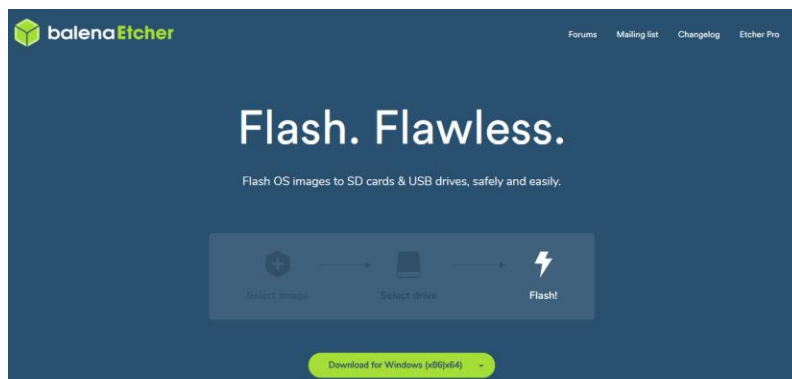 balenaEtcher
Forums Mailing list Changelog Etcher Pro
Flash. Flawless.
Flash OS images to SD cards & USB drives, safely and easily.
Select image Select drive Flash!
Download for Windows (x86|x64)